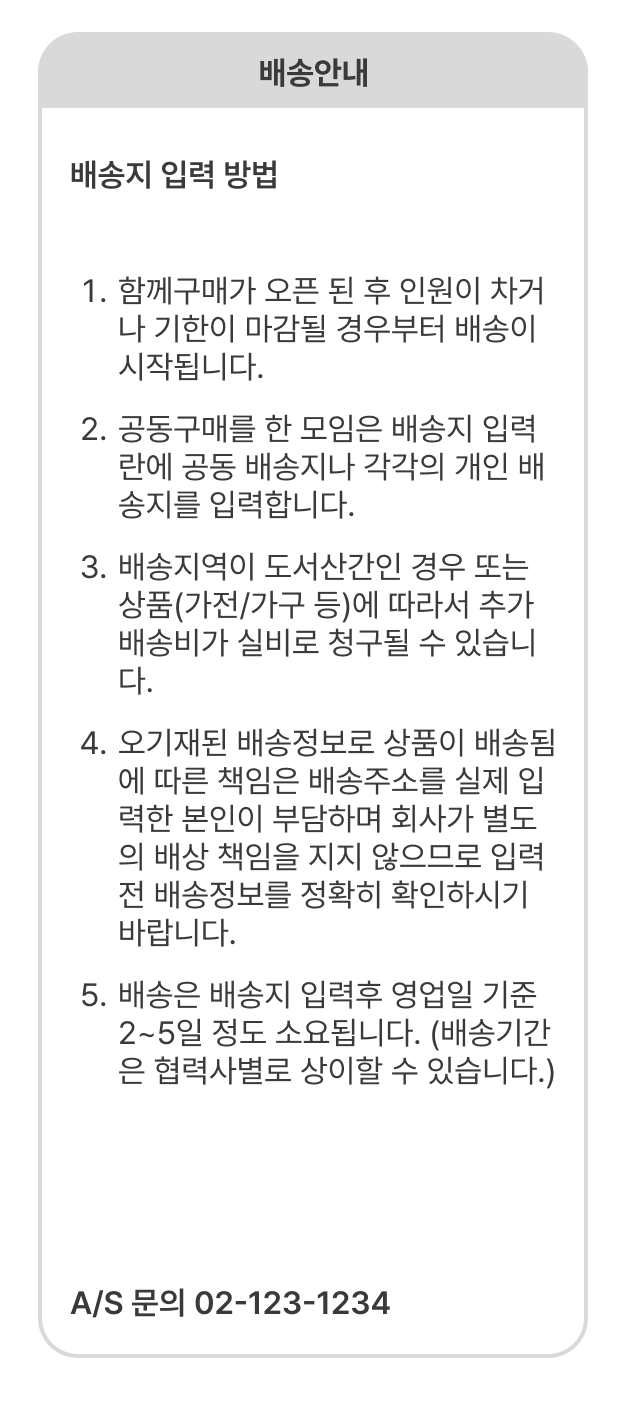 배송안내
배송지 입력 방법
1. 함께구매가 오픈 된 후 인원이 차거
나 기한이 마감될 경우부터 배송이
시작됩니다.
2. 공동구매를 한 모임은 배송지 입력
란에 공동 배송지나 각각의 개인 배
송지를 입력합니다.
3. 배송지역이 도서산간인 경우 또는
상품(가전/가구 등)에 따라서 추가
배송비가 실비로 청구될 수 있습니
다.
4. 오기재된 배송정보로 상품이 배송됨
에 따른 책임은 배송주소를 실제 입
력한 본인이 부담하며 회사가 별도
의 배상 책임을 지지 않으므로 입력
전 배송정보를 정확히 확인하시기
바랍니다.
5. 배송은 배송지 입력후 영업일 기준
2~5일 정도 소요됩니다. (배송기간
은 협력사별로 상이할 수 있습니다.)
A/S 문의 02-123-1234